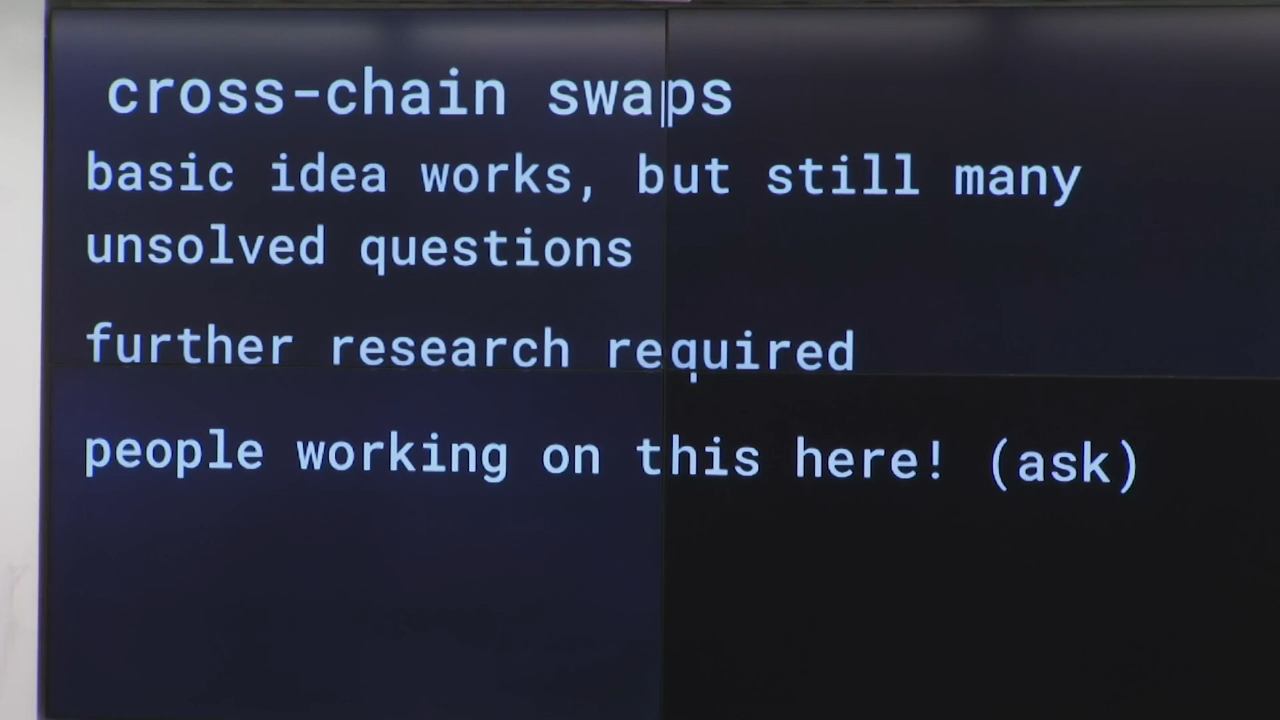 cross-chain swaps
basic idea works, but still many
unsolved questions
further research required
people working on this here! (ask)